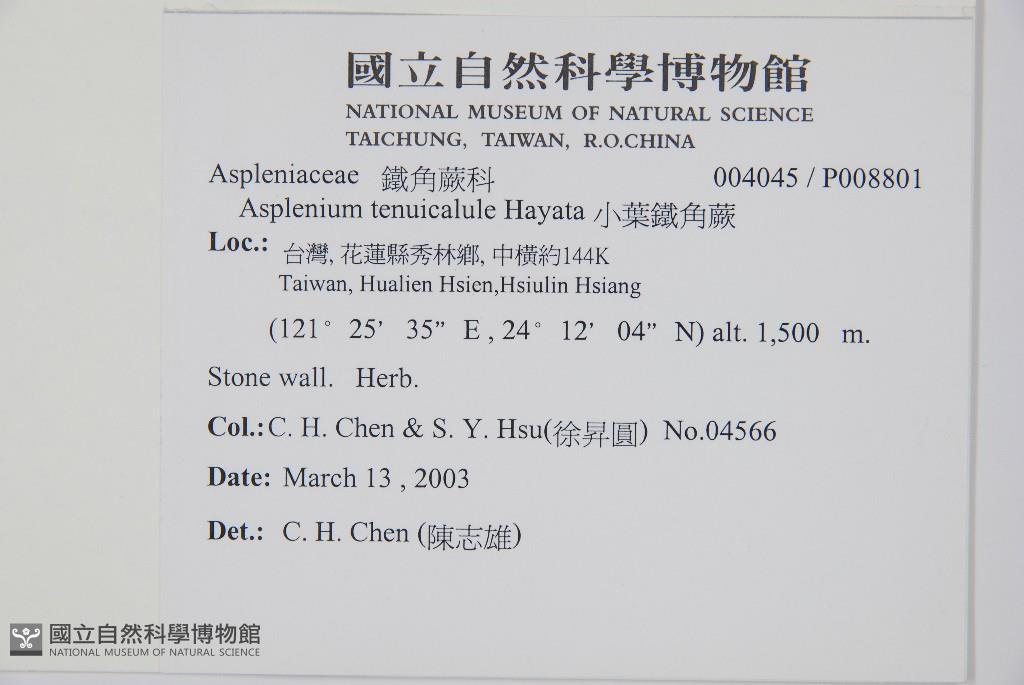 國立自然科學博物館
NATIONAL MUSEUM OF NATURAL SCIENCE
TAICHUNG, TAIWAN, R.O.CHINA
Aspleniaceae 鐵角蕨科 004045 / P008801
Asplenium tenuicalule Hayata 小葉鐵角蕨
Loc.: 台灣, 花蓮縣秀林鄉, 中橫約144K
Taiwan, Hualien Hsien,Hsiulin Hsiang
(121° 25’ 35” E , 24° 12’ 04” N) alt. 1,500 m.
Stone wall. Herb.
Col.: C. H. Chen & S. Y. Hsu(徐昇圓) No.04566
Date: March 13 , 2003
Det.: C. H. Chen (陳志雄)
國立自然科學博物館
NATIONAL MUSEUM OF NATURAL SCIENCE